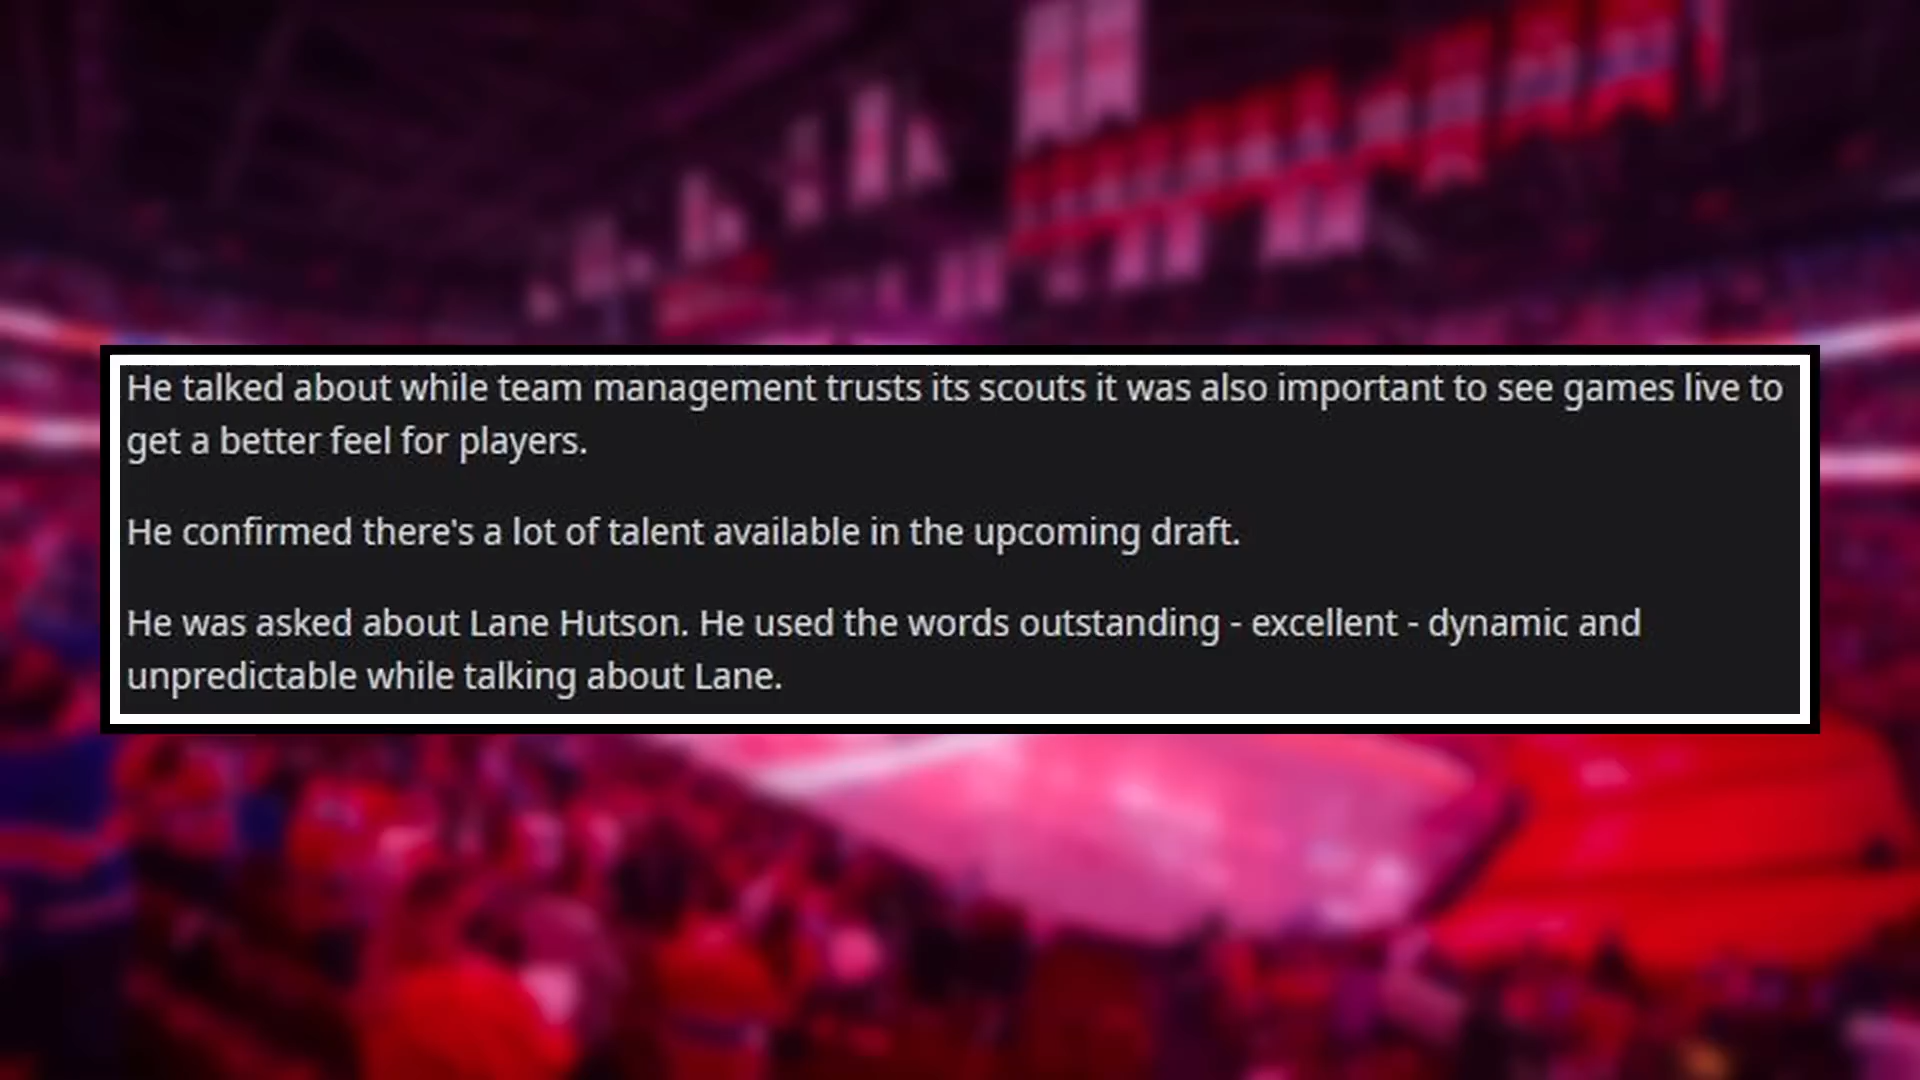 He talked about while team management trusts its scouts it was also important to see games live to
get a better feel for players.
He confirmed there's a lot of talent available in the upcoming draft.
He was asked about Lane Hutson. He used the words outstanding - excellent - dynamic and
unpredictable while talking about Lane.